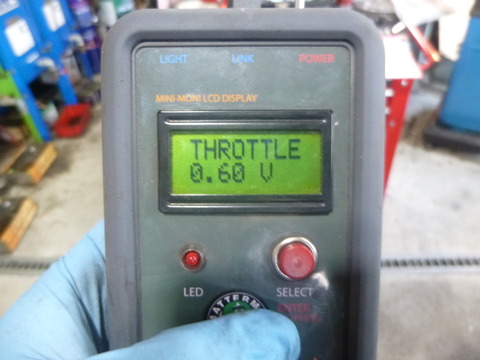 LIGHT LINK POWER
MINI-MONI LCD DISPLAY
THROTTLE
0.60 V
LED SELECT
ENTER